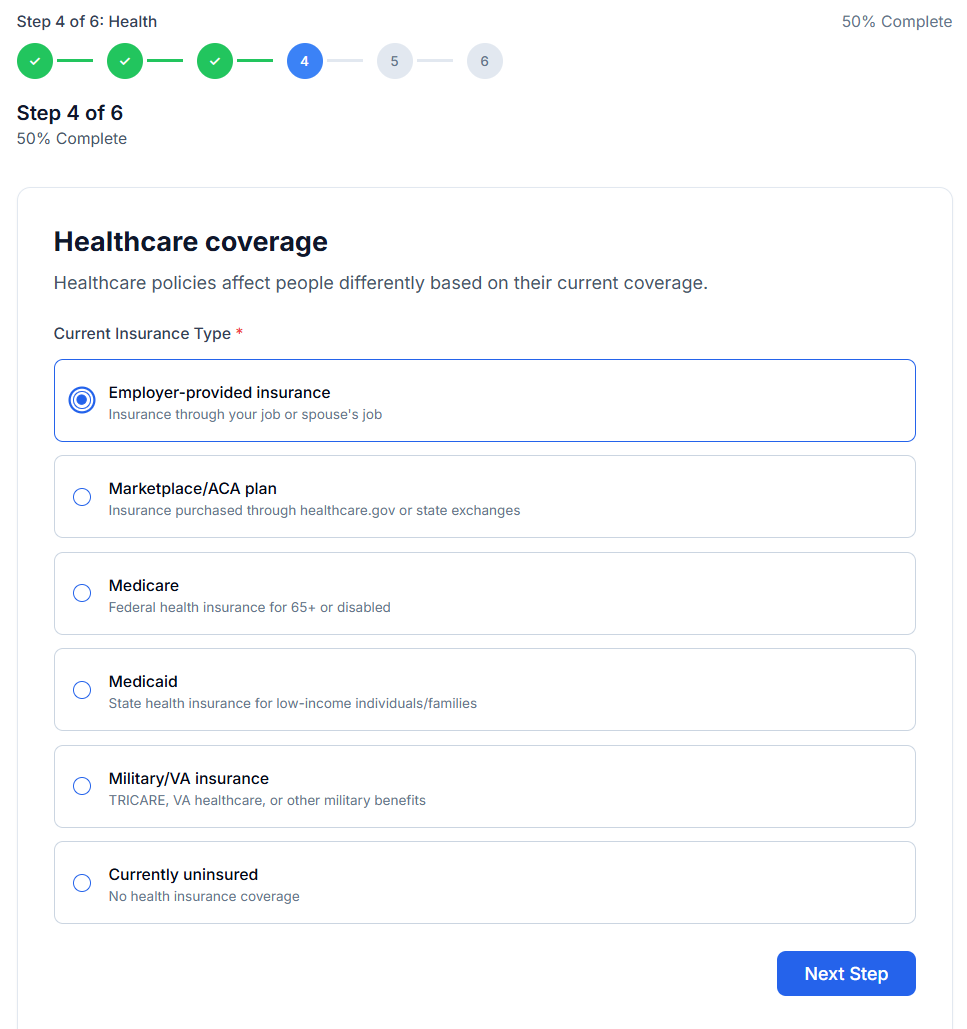 Step 4 of 6: Health
50% Complete
4
5
6
Step 4 of 6
50% Complete
Healthcare coverage
Healthcare policies affect people differently based on their current coverage.
Current Insurance Type *
Employer-provided insurance
Insurance through your job or spouse's job
Marketplace/ACA plan
Insurance purchased through healthcare.gov or state exchanges
Medicare
Federal health insurance for 65+ or disabled
Medicaid
State health insurance for low-income individuals/families
Military/VA insurance
TRICARE, VA healthcare, or other military benefits
Currently uninsured
No health insurance coverage
Next Step